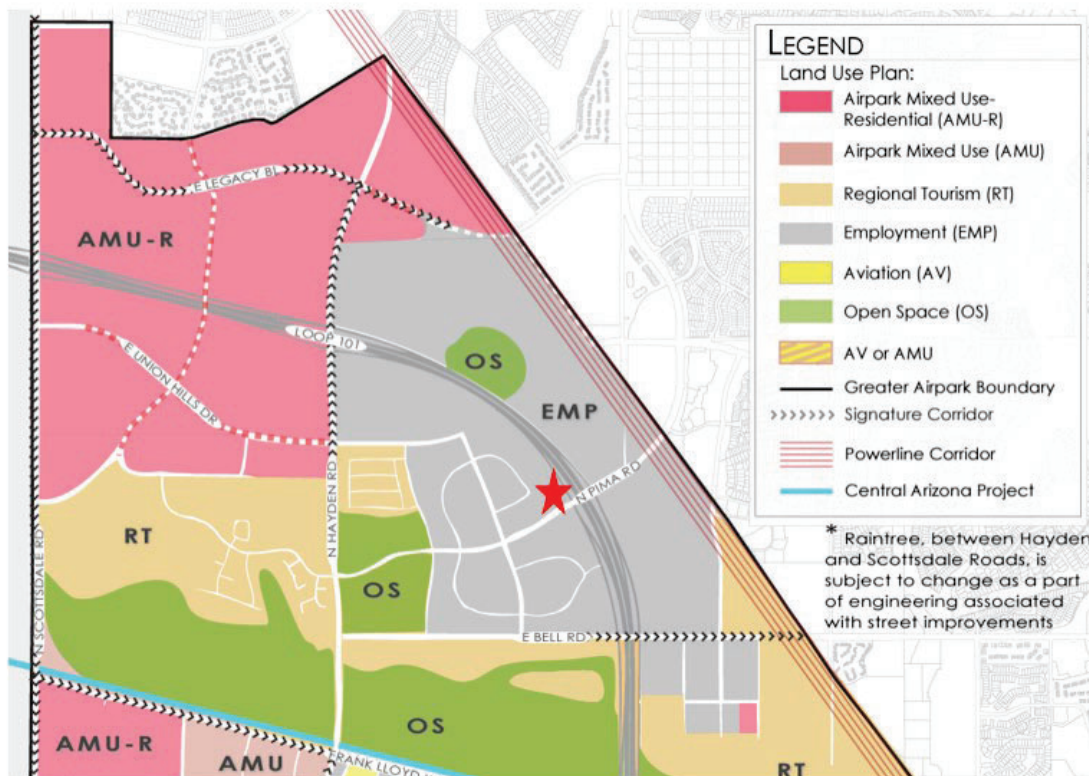 LEGEND
Land Use Plan:
Airpark Mixed Use-
Residential (AMU-R)
Airpark Mixed Use (AMU)
Regional Tourism (RT)
Employment (EMP)
Aviation (AV)
Open Space (OS)
AV or AMU
Greater Airpark Boundary
Signature Corridor
Powerline Corridor
Central Arizona Project
* Raintree, between Hayden
and Scottsdale Roads, is
subject to change as a part
of engineering associated
with street improvements
E LEGACY BL
AMU-R
LOOP 101
OS
E UNION HILLS DR
EMP
N PIMA RD
N HAYDEN RD
RT
OS
N SCOTTSDALE RD
E BELL RD
OS
AMU-R
AMU
FRANK LLOYD
RT